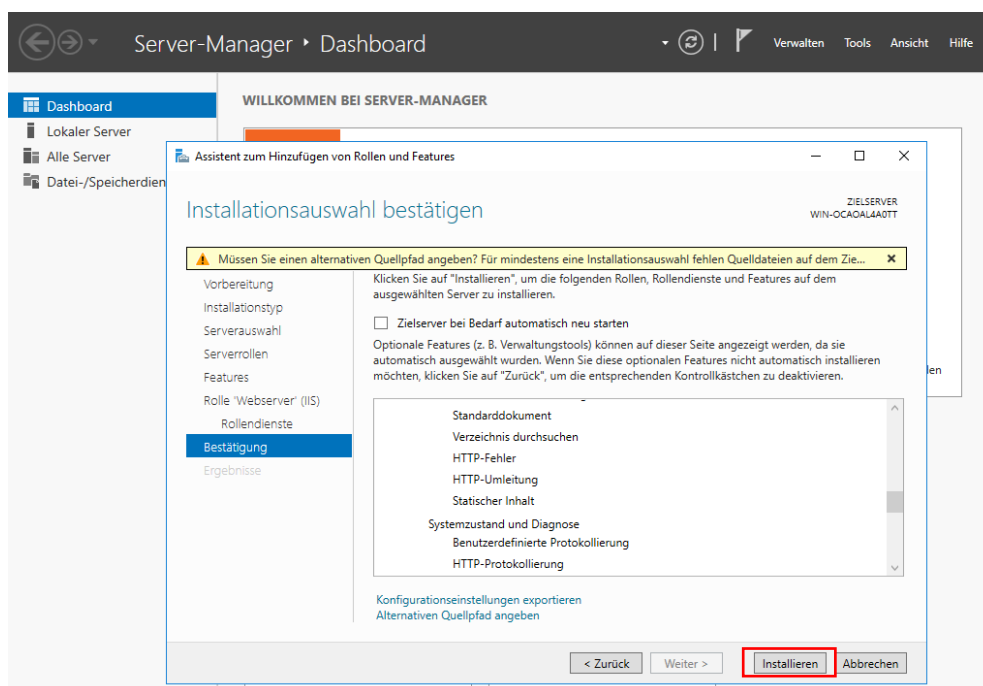 Server-Manager ‣ Dashboard
Verwalten Tools Ansicht Hilfe
Dashboard
Lokaler Server
Alle Server
Datei-/Speicherdien
WILLKOMMEN BEI SERVER-MANAGER
Assistent zum Hinzufügen von Rollen und Features
Installationsauswahl bestätigen
ZIELSERVER
WIN-OCAOAL4A0TT
Müssen Sie einen alternativen Quellpfad angeben? Für mindestens eine Installationsauswahl fehlen Quelldateien auf dem Zie...
Vorbereitung
Installationstyp
Serverauswahl
Serverrollen
Features
Rolle "Webserver" (IIS)
Rollendienste
Bestätigung
Ergebnisse
Klicken Sie auf "Installieren", um die folgenden Rollen, Rollendienste und Features auf dem
ausgewählten Server zu installieren.
Zielserver bei Bedarf automatisch neu starten
Optionale Features (z. B. Verwaltungstools) können auf dieser Seite angezeigt werden, da sie
automatisch ausgewählt wurden. Wenn Sie diese optionalen Features nicht automatisch installieren
möchten, klicken Sie auf "Zurück", um die entsprechenden Kontrollkästchen zu deaktivieren.
Standarddokument
Verzeichnis durchsuchen
HTTP-Fehler
HTTP-Umleitung
Statischer Inhalt
Systemzustand und Diagnose
Benutzerdefinierte Protokollierung
HTTP-Protokollierung
Konfigurationseinstellungen exportieren
Alternativen Quellpfad angeben
len
< Zurück
Weiter >
Installieren
Abbrechen